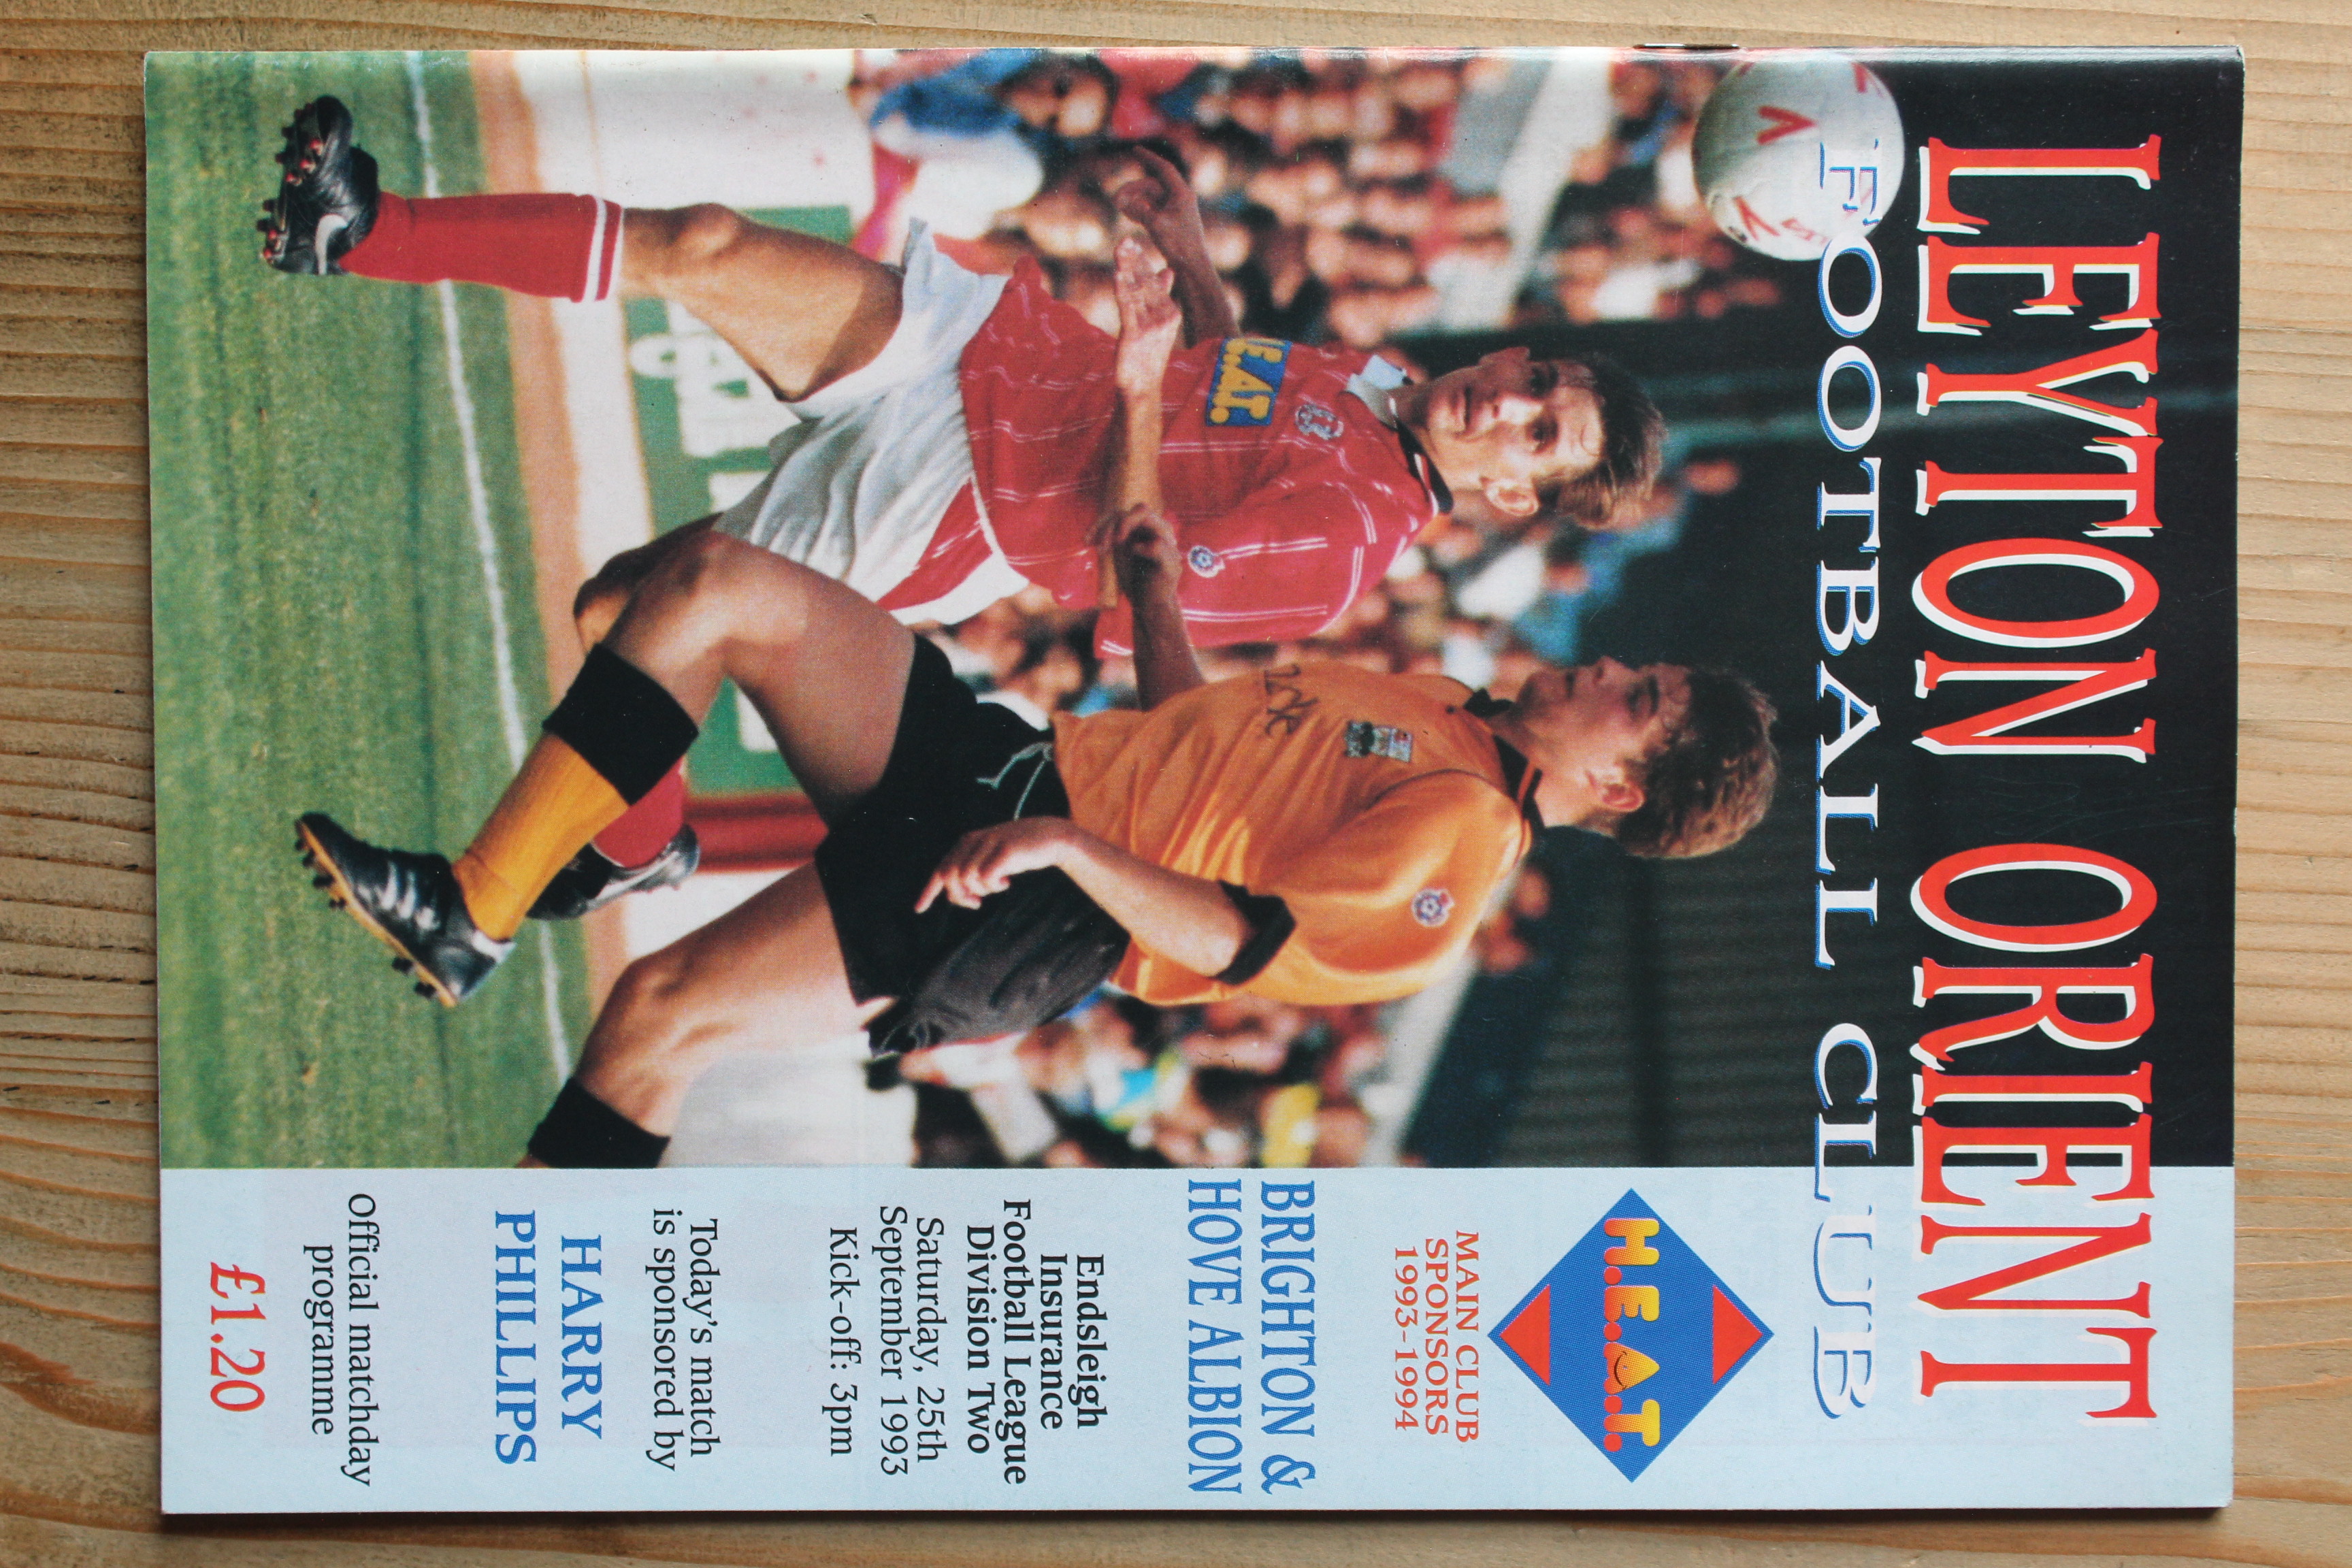 LEYTON ORIENT
FOOTBALL CLUB
H.E.A.T.
MAIN CLUB
SPONSORS
1993-1994
BRIGHTON &
HOVE ALBION
Endsleigh
Insurance
Football League
Division Two
Saturday, 25th
September 1993
Kick-off: 3pm
Today's match
is sponsored by
HARRY
PHILLIPS
Official matchday
programme
£1.20
E.A.T.